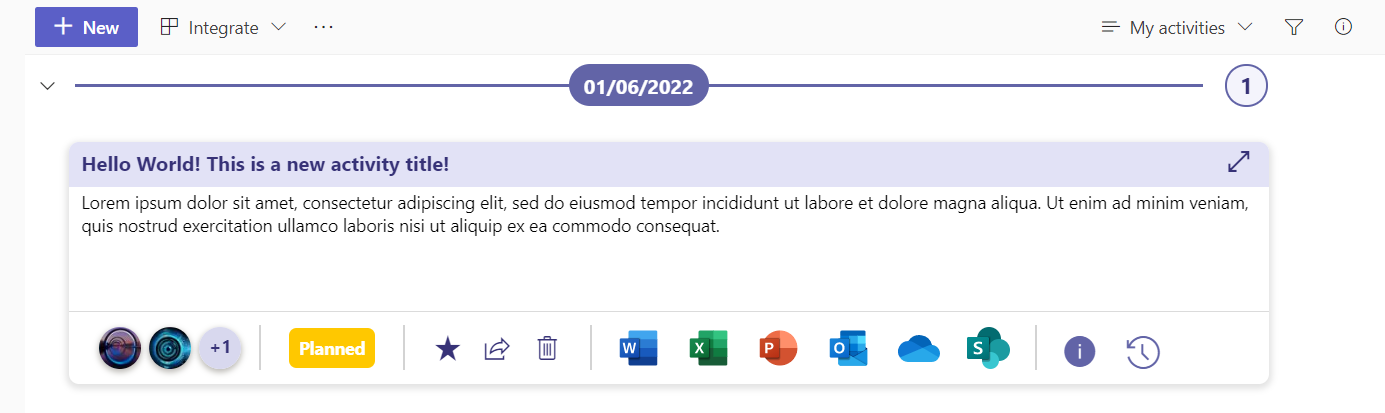 New
Integrate
My activities
01/06/2022
1
Hello World! This is a new activity title!
Lorem ipsum dolor sit amet, consectetur adipiscing elit, sed do eiusmod tempor incididunt ut labore et dolore magna aliqua. Ut enim ad minim veniam,
quis nostrud exercitation ullamco laboris nisi ut aliquip ex ea commodo consequat.
+1
Planned
W
X
P
O
S